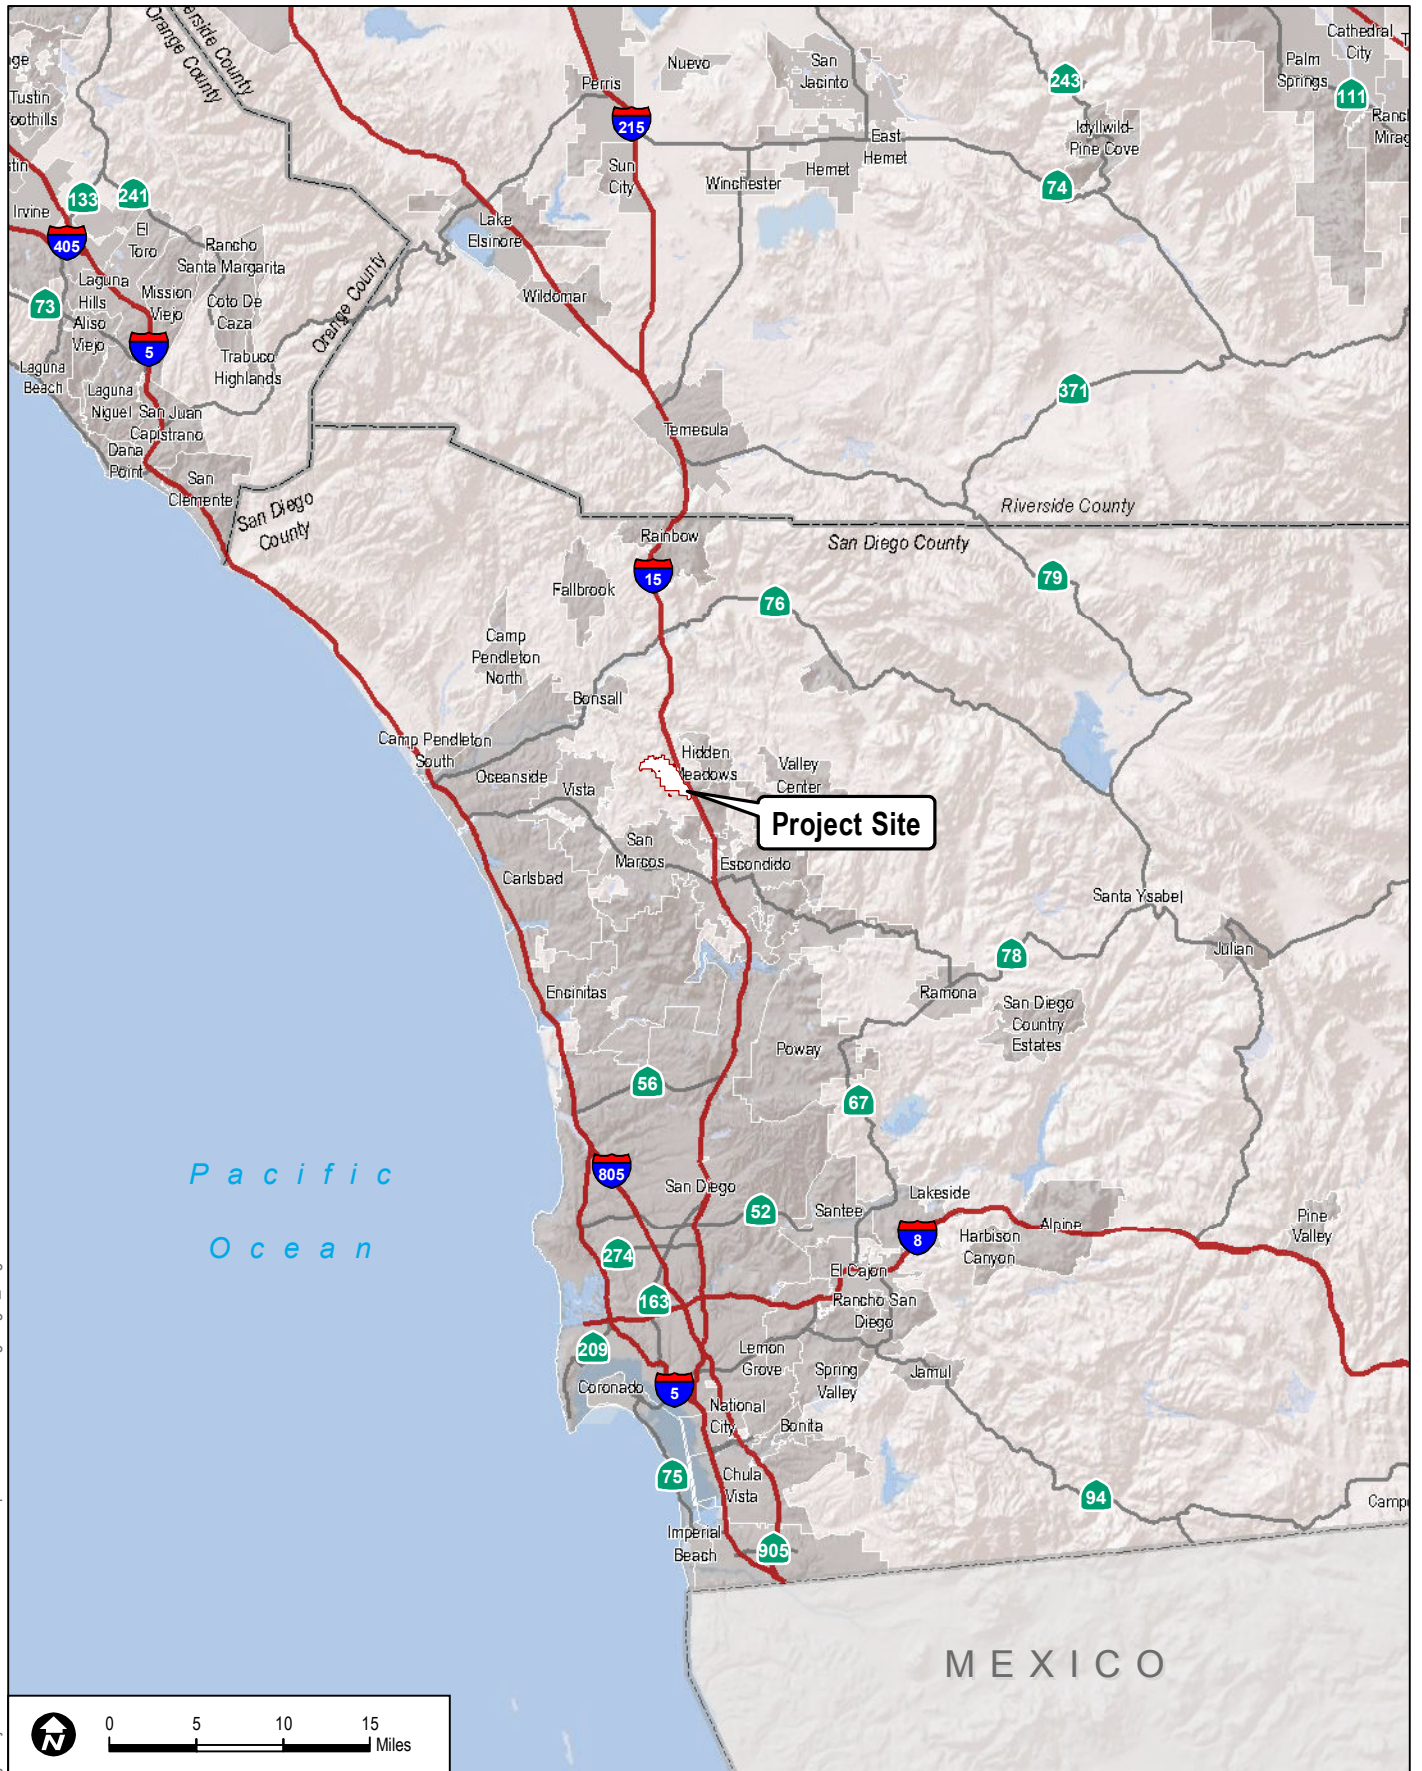 Riverside County
Orange County
Perris
Nuevo
San
Jacinto
243
Palm
Springs
Cathedral
City
111
Tustin
Foothills
215
Idyllwild-
Pine Cove
East
Hemet
Hemet
Sun
City
Winchester
74
133
241
Irvine
405
El
Toro
Rancho
Santa Margarita
Lake
Elsinore
Laguna
Hills
Mission
Viejo
Coto De
Caza
Orange County
Wildomar
73
Aliso
Viejo
5
Laguna
Beach
Trabuco
Highlands
Laguna
Niguel
San Juan
Capistrano
371
Temecula
Dana
Point
San
Clemente
San Diego
County
Riverside County
San Diego County
Rainbow
15
Fallbrook
76
79
Camp
Pendleton
North
Bonsall
Camp Pendleton
South
Hidden
Meadows
Valley
Center
Oceanside
Vista
Project Site
San
Marcos
Escondido
Carlsbad
Santa Ysabel
78
Julian
Ramona
San Diego
Country
Estates
Encinitas
Poway
56
67
Pacific
Ocean
805
San Diego
52
Santee
Lakeside
8
Harbison
Canyon
Alpine
Pine
Valley
274
El Cajon
163
Rancho San
Diego
209
Lemon
Grove
Spring
Valley
Jamul
Coronado
5
National
City
Bonita
75
Chula
Vista
94
Imperial
Beach
905
MEXICO
N
0 5 10 15
Miles